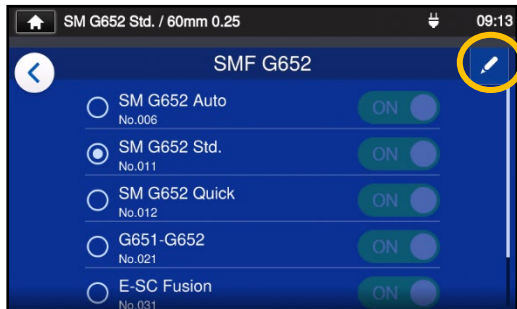 SM G652 Std. / 60mm 0.25 09:13
SMF G652
SM G652 Auto ON
No.006
SM G652 Std. ON
No.011
SM G652 Quick ON
No.012
G651-G652 ON
No.021
E-SC Fusion ON
No.031